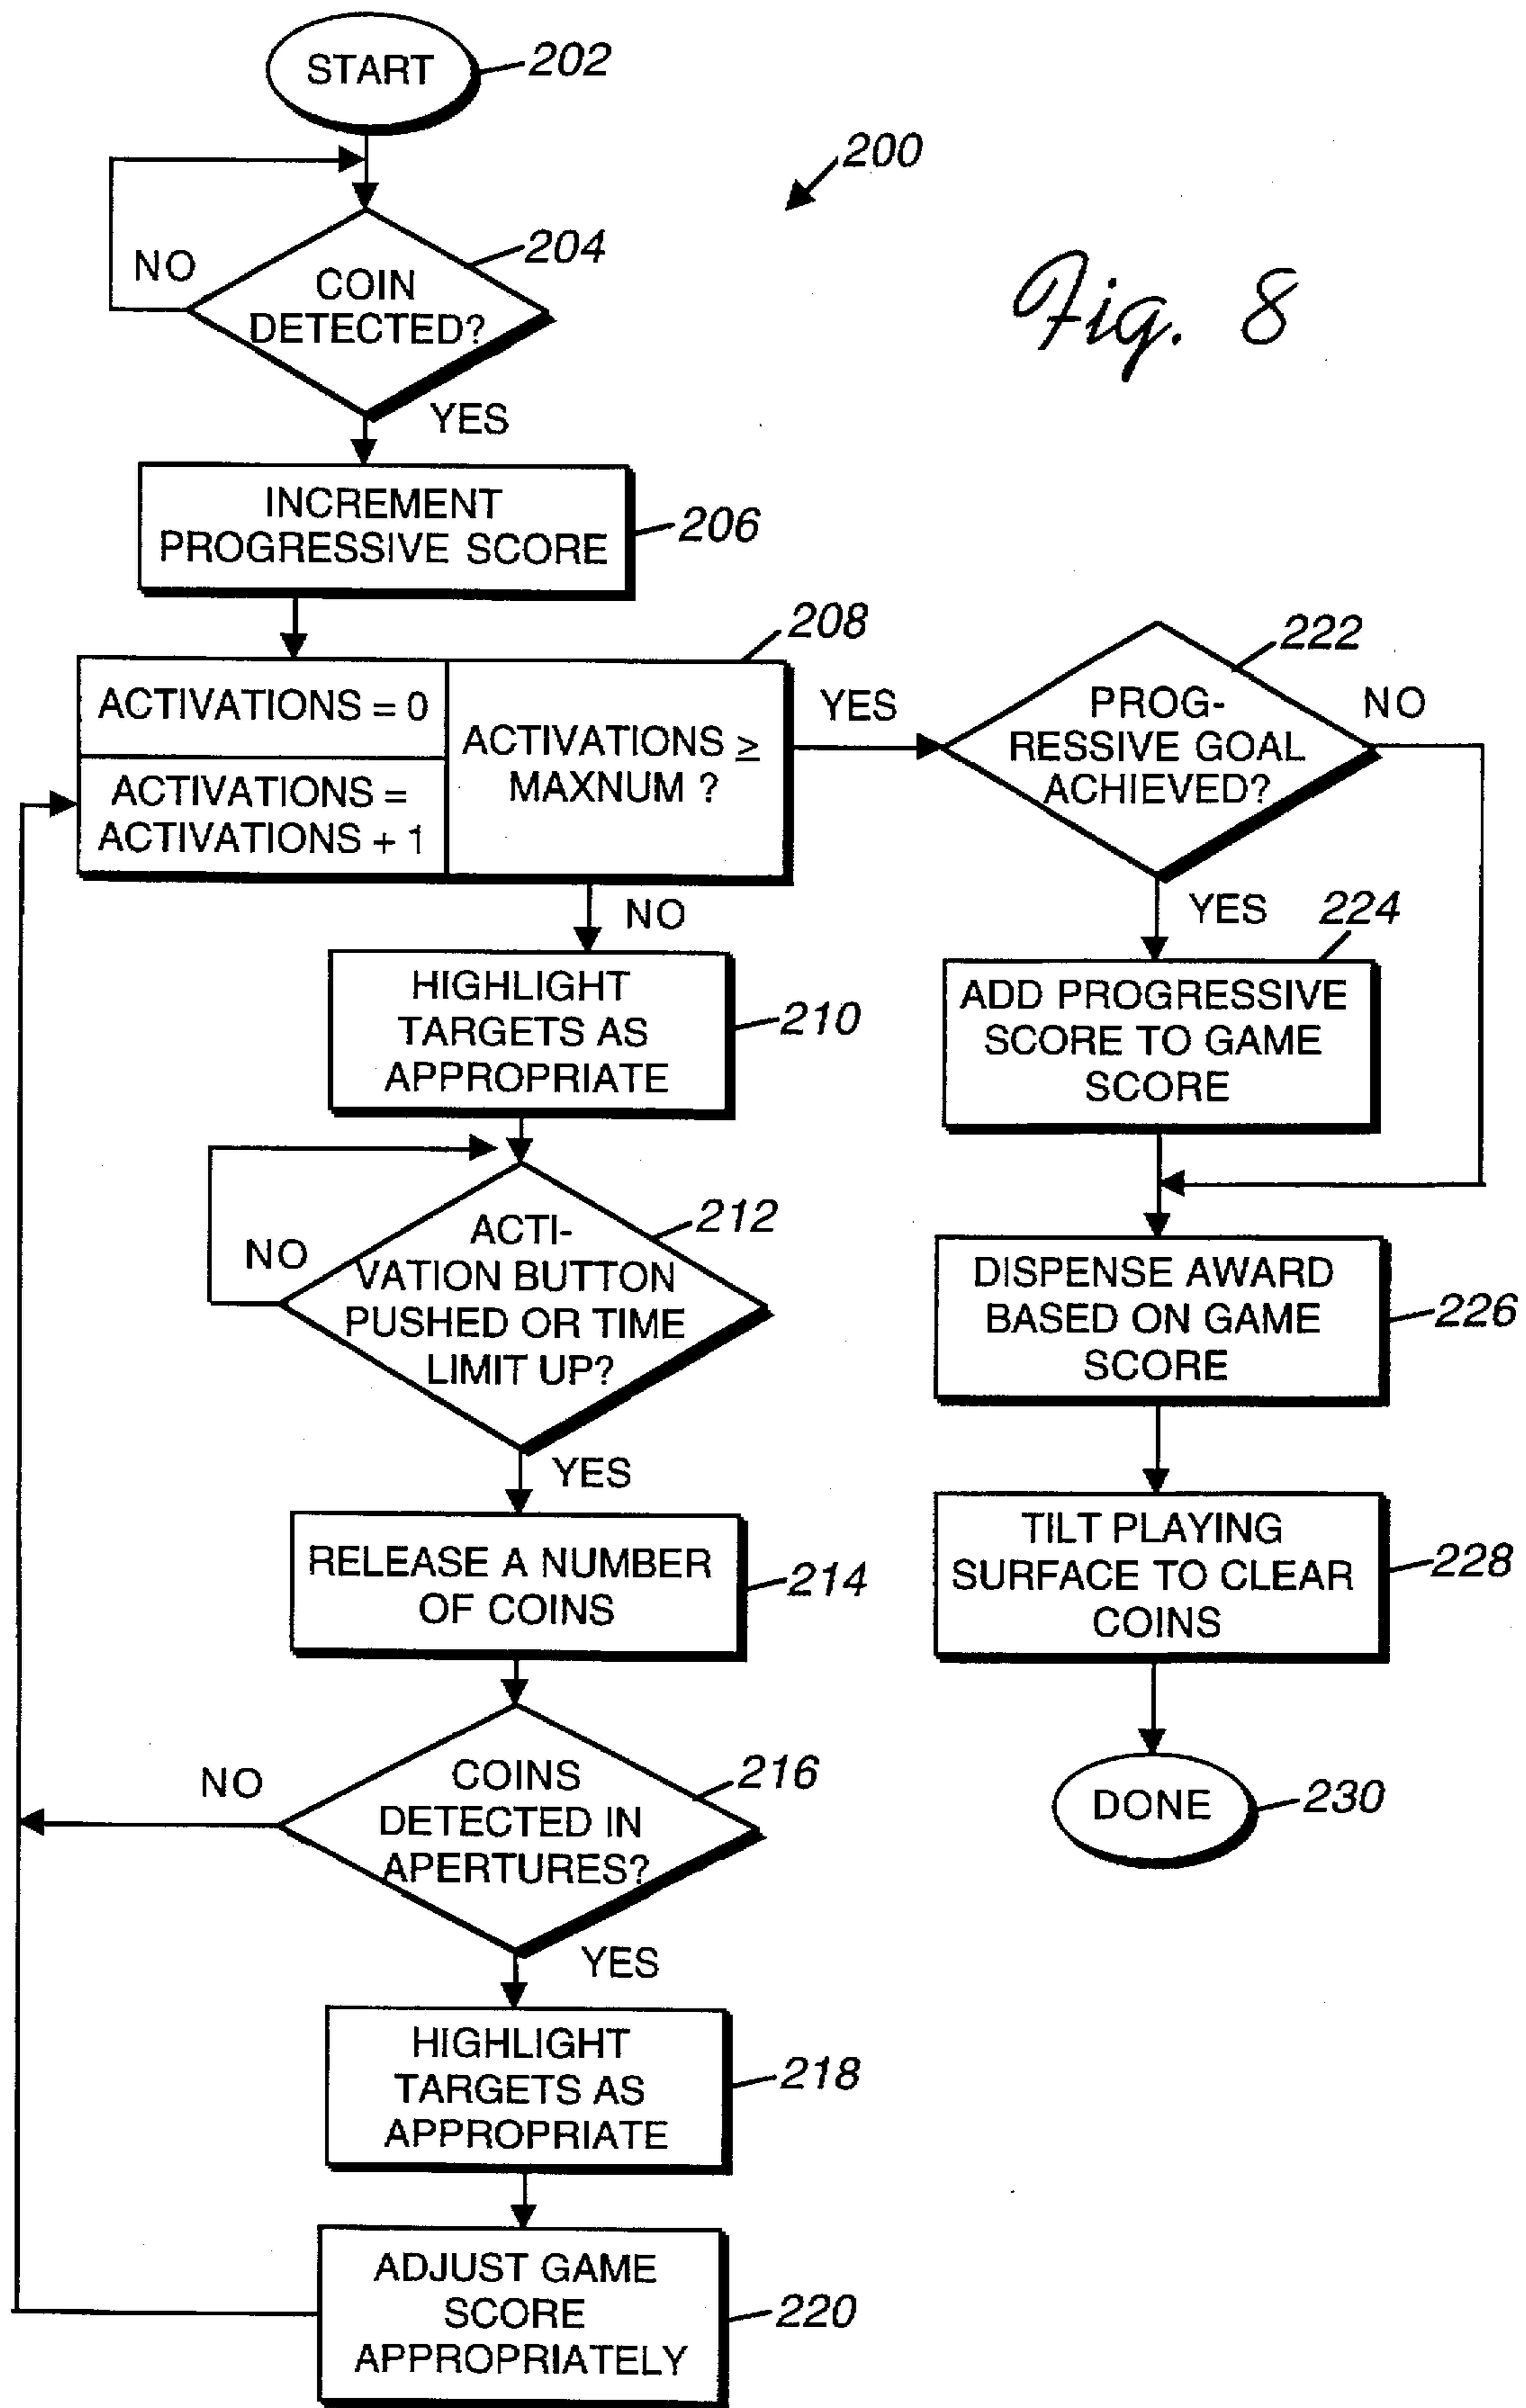 START
202
200
NO
204
COIN
DETECTED?
Fig. 8
YES
INCREMENT
PROGRESSIVE SCORE
206
208
ACTIVATIONS = 0
ACTIVATIONS =
ACTIVATIONS + 1
ACTIVATIONS ≥
MAXNUM ?
YES
NO
HIGHLIGHT
TARGETS AS
APPROPRIATE
210
NO
ACTI-
VATION BUTTON
PUSHED OR TIME
LIMIT UP?
212
YES
RELEASE A NUMBER
OF COINS
214
NO
COINS
DETECTED IN
APERTURES?
216
YES
HIGHLIGHT
TARGETS AS
APPROPRIATE
218
ADJUST GAME
SCORE
APPROPRIATELY
220
222
PROG-
RESSIVE GOAL
ACHIEVED?
NO
YES
224
ADD PROGRESSIVE
SCORE TO GAME
SCORE
DISPENSE AWARD
BASED ON GAME
SCORE
226
TILT PLAYING
SURFACE TO CLEAR
COINS
228
DONE
230